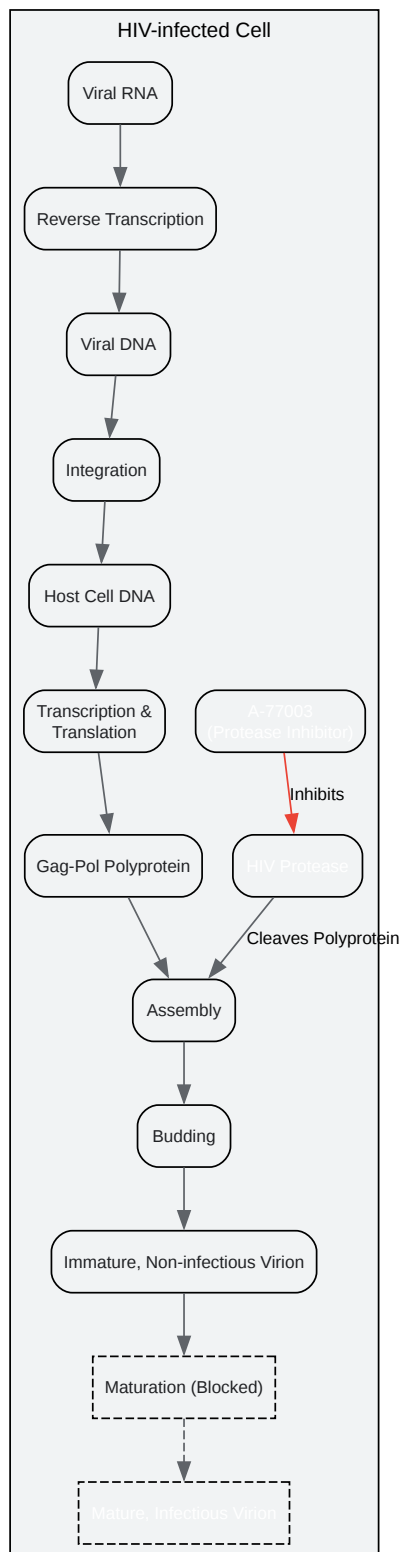 HIV-infected Cell
Viral RNA
Reverse Transcription
Viral DNA
Integration
Host Cell DNA
Transcription &
Translation
A-77003
(Protease Inhibitor)
Inhibits
Gag-Pol Polyprotein
HIV Protease
Cleaves Polyprotein
Assembly
Budding
Immature, Non-infectious Virion
Maturation (Blocked)
Mature, Infectious Virion